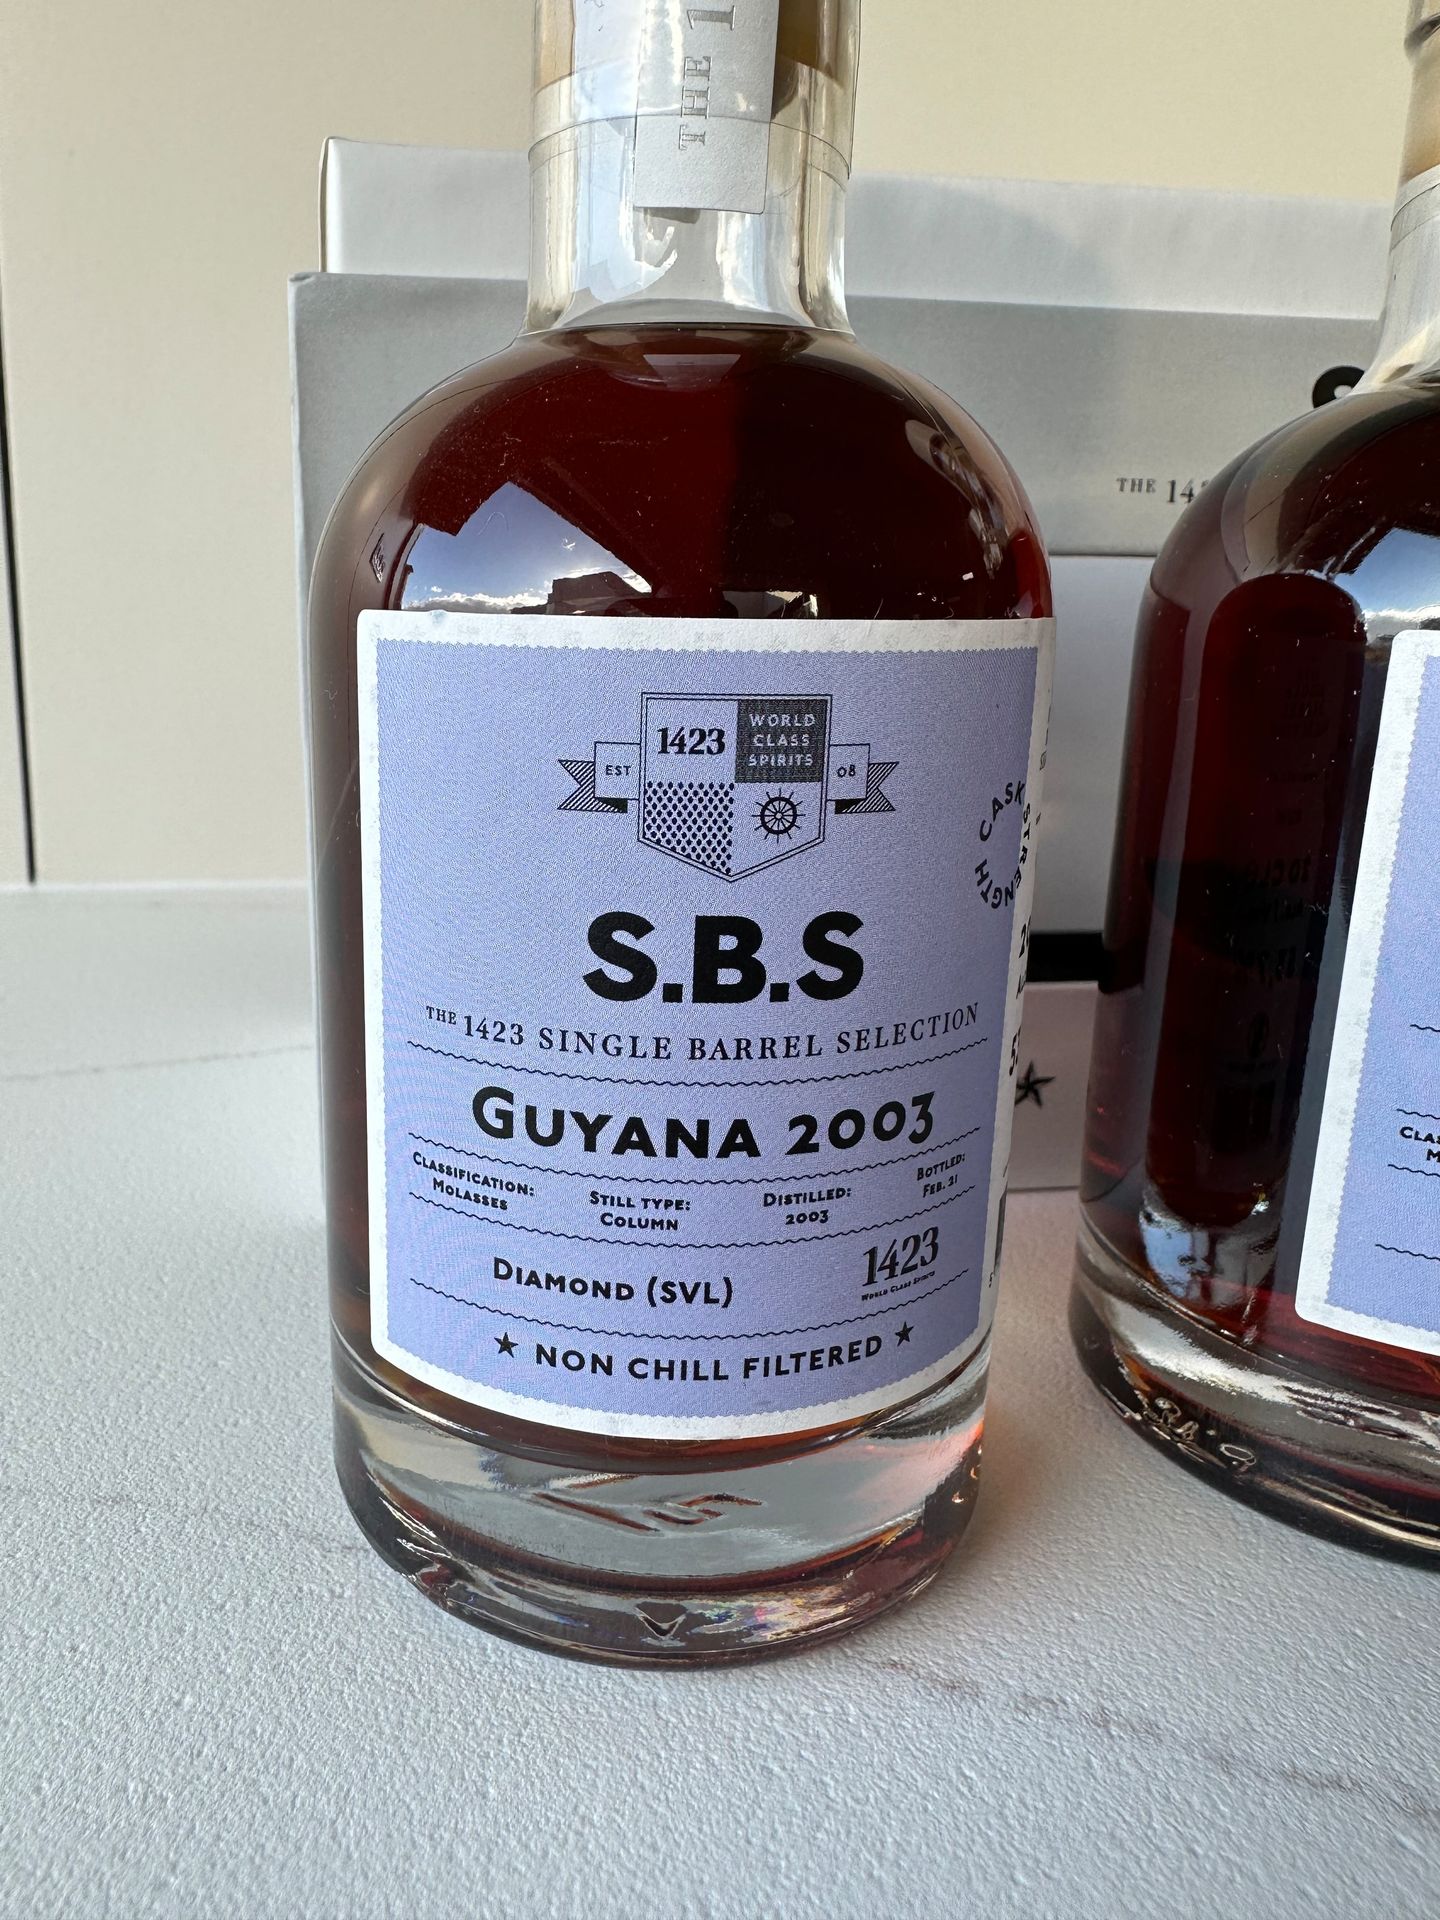 THE 1
THE 14
1423
WORLD
CLASS
SPIRITS
EST
08
CASK STRENGTH
S.B.S
THE 1423 SINGLE BARREL SELECTION
GUYANA 2003
CLASSIFICATION:
MOLASSES
STILL TYPE:
COLUMN
DISTILLED:
2003
BOTTLED:
FEB. 21
DIAMOND (SVL)
1423
WORLD CLASS SPIRITS
★ NON CHILL FILTERED ★